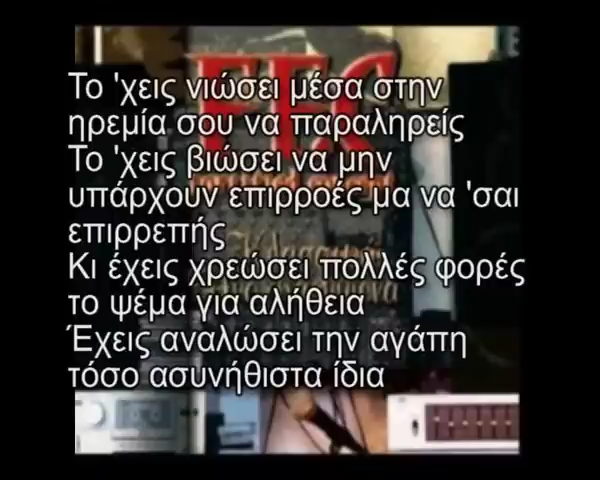 Το 'χεις νιώσει μέσα στην
ηρεμία σου να παραληρείς
Το 'χεις βιώσει να μην
υπάρχουν επιρροές μα να 'σαι
επιρρεπής
Κι έχεις χρεώσει πολλές φορές
το ψέμα για αλήθεια
Έχεις αναλώσει την αγάπη
τόσο ασυνήθιστα ίδια